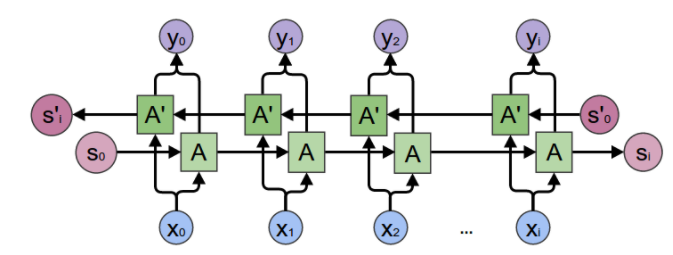 y₀ y₁ y₂ yᵢ
s'ᵢ A' A' A' A' s'₀
s₀ A A A A sᵢ
x₀ x₁ x₂ ... xᵢ